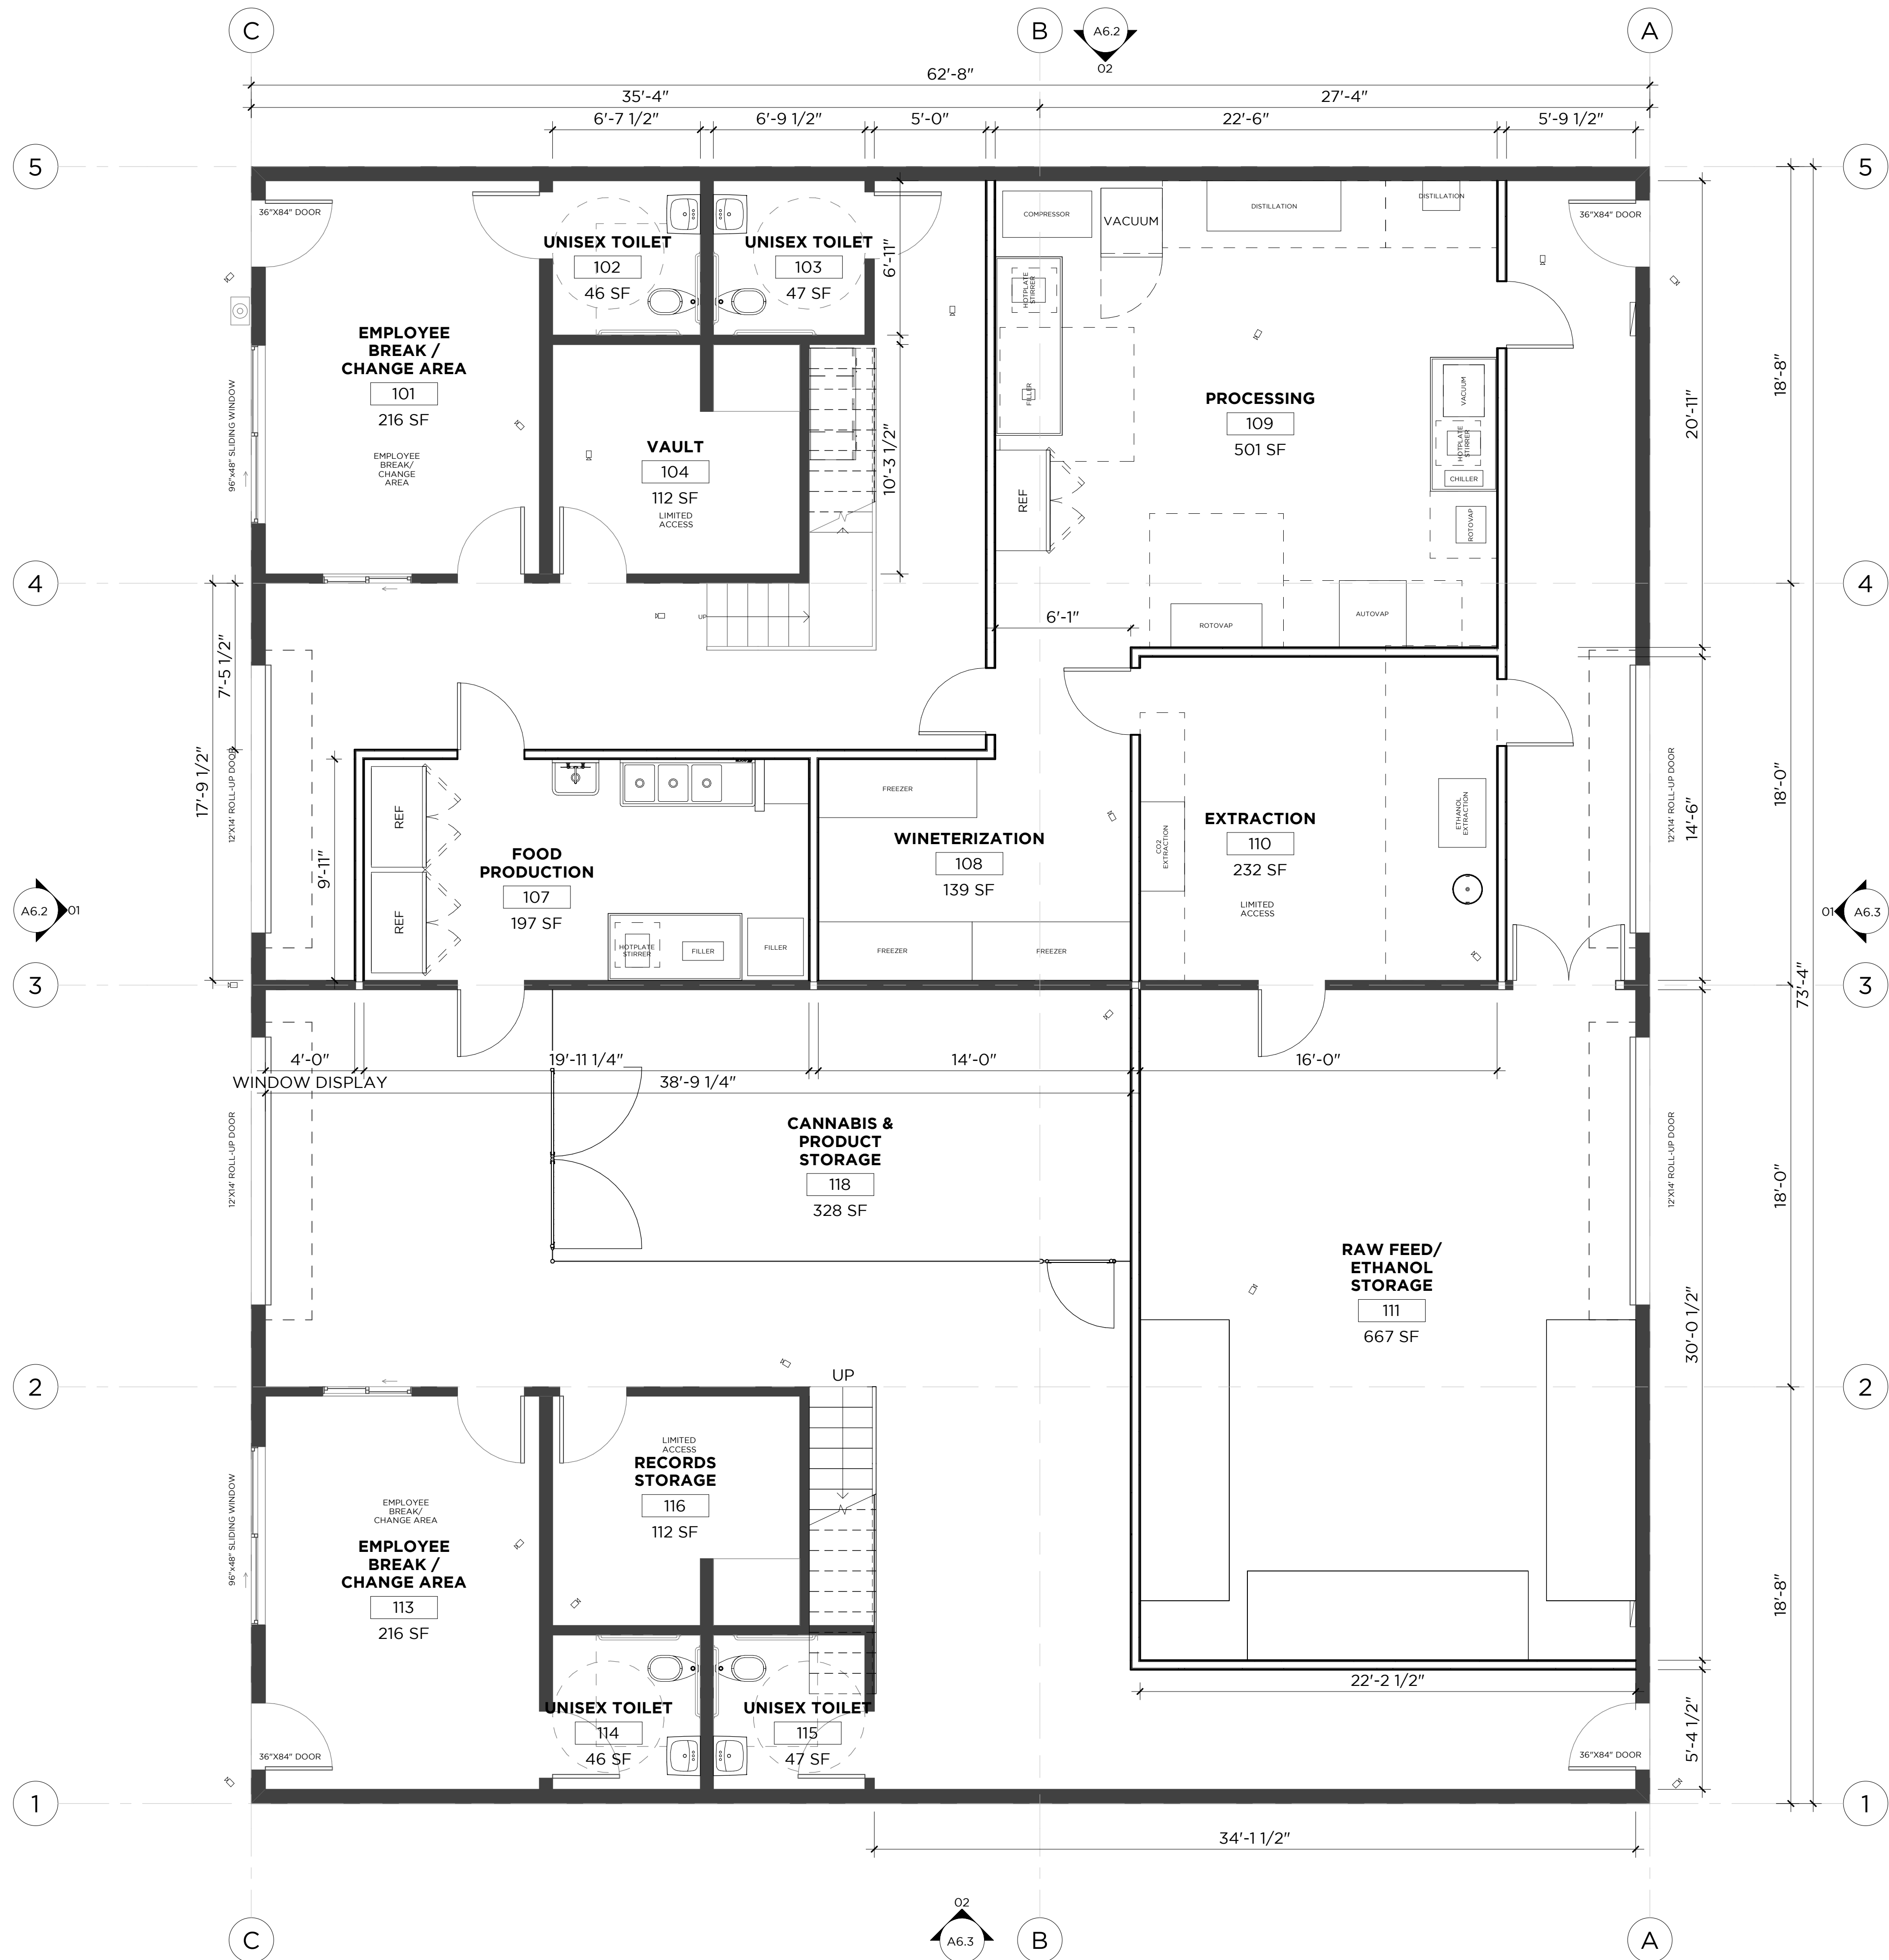 C
B
A6.2
02
A
62'-8"
35'-4"
27'-4"
6'-7 1/2"
6'-9 1/2"
5'-0"
22'-6"
5'-9 1/2"
5
5
36"X84" DOOR
UNISEX TOILET
102
46 SF
UNISEX TOILET
103
47 SF
6'-11"
COMPRESSOR
VACUUM
DISTILLATION
DISTILLATION
36"X84" DOOR
HOTPLATE
STIRRER
FILLER
EMPLOYEE
BREAK /
CHANGE AREA
101
216 SF
EMPLOYEE
BREAK/
CHANGE
AREA
96"x48" SLIDING WINDOW
VAULT
104
112 SF
LIMITED
ACCESS
10'-3 1/2"
REF
PROCESSING
109
501 SF
VACUUM
HOTPLATE
STIRRER
CHILLER
ROTOVAP
20'-11"
18'-8"
4
4
UP
6'-1"
ROTOVAP
AUTOVAP
7'-5 1/2"
17'-9 1/2"
12'X14' ROLL-UP DOOR
9'-11"
REF
REF
FOOD
PRODUCTION
107
197 SF
HOTPLATE
STIRRER
FILLER
FILLER
FREEZER
WINETERIZATION
108
139 SF
FREEZER
FREEZER
CO2
EXTRACTION
EXTRACTION
110
232 SF
LIMITED
ACCESS
ETHANOL
EXTRACTION
12'X14' ROLL-UP DOOR
14'-6"
18'-0"
A6.2
01
01
A6.3
3
3
73'-4"
4'-0"
19'-11 1/4"
14'-0"
16'-0"
WINDOW DISPLAY
38'-9 1/4"
12'X14' ROLL-UP DOOR
CANNABIS &
PRODUCT
STORAGE
118
328 SF
12'X14' ROLL-UP DOOR
18'-0"
RAW FEED/
ETHANOL
STORAGE
111
667 SF
30'-0 1/2"
2
UP
2
96"x48" SLIDING WINDOW
EMPLOYEE
BREAK/
CHANGE AREA
EMPLOYEE
BREAK /
CHANGE AREA
113
216 SF
LIMITED
ACCESS
RECORDS
STORAGE
116
112 SF
18'-8"
22'-2 1/2"
UNISEX TOILET
114
46 SF
UNISEX TOILET
115
47 SF
36"X84" DOOR
36"X84" DOOR
5'-4 1/2"
1
1
34'-1 1/2"
02
C
A6.3
B
A